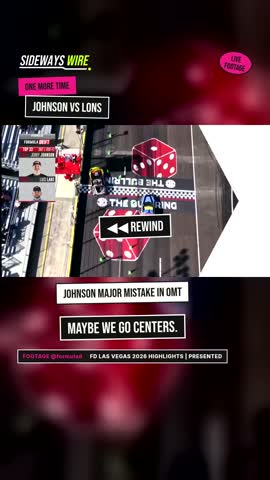 SIDEWAYS WIRE.
LIVE
FOOTAGE
ONE MORE TIME
JOHNSON VS LONS
FORMULA DRIFT
TOP 32
JOHNSON
THE BULLRING
THE BULLRING
REWIND
JOHNSON MAJOR MISTAKE IN OMT
MAYBE WE GO CENTERS.
FOOTAGE @formulad FD LAS VEGAS 2026 HIGHLIGHTS | PRESENTED